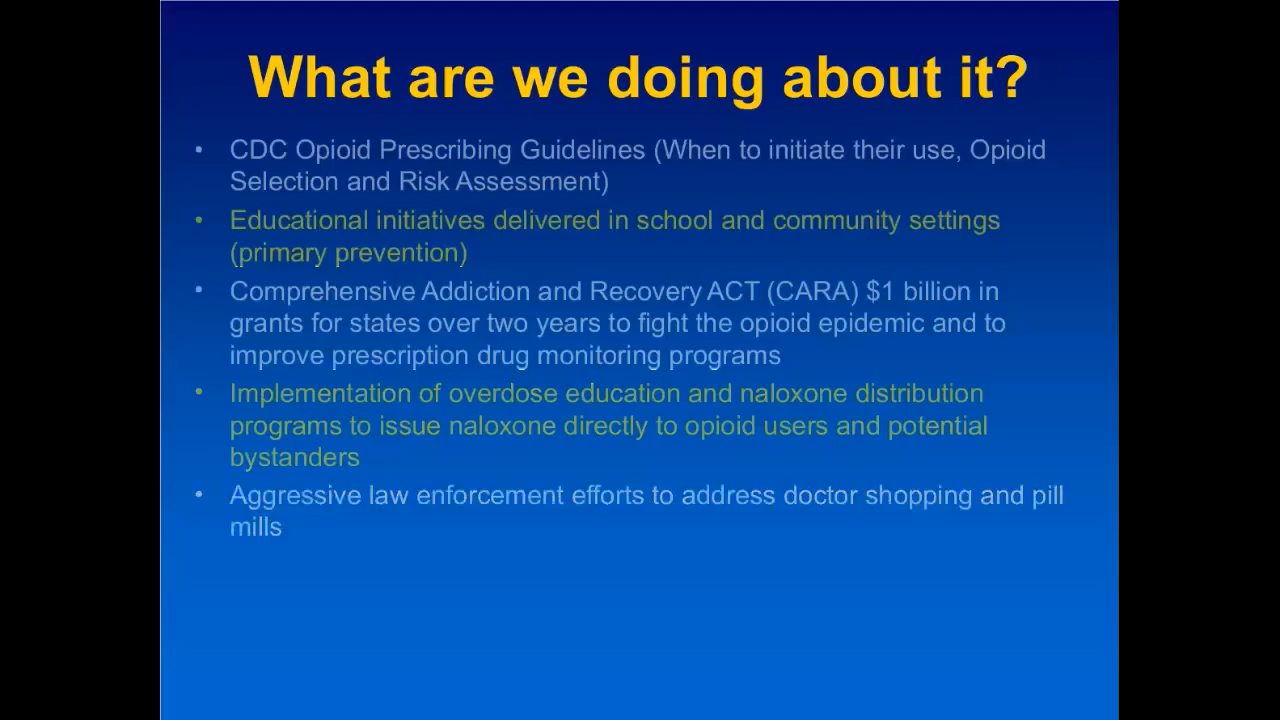 What are we doing about it?
• CDC Opioid Prescribing Guidelines (When to initiate their use, Opioid
Selection and Risk Assessment)
• Educational initiatives delivered in school and community settings
(primary prevention)
• Comprehensive Addiction and Recovery ACT (CARA) $1 billion in
grants for states over two years to fight the opioid epidemic and to
improve prescription drug monitoring programs
• Implementation of overdose education and naloxone distribution
programs to issue naloxone directly to opioid users and potential
bystanders
• Aggressive law enforcement efforts to address doctor shopping and pill
mills